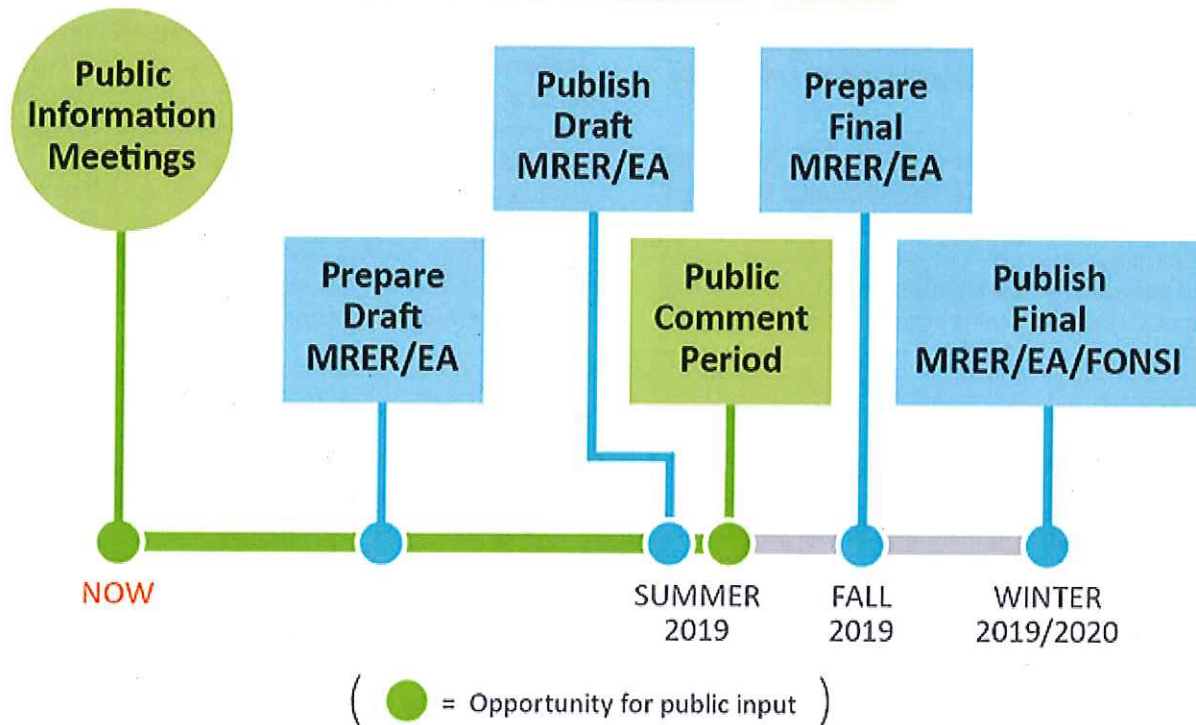 Public
Information
Meetings
Prepare
Draft
MRER/EA
Publish
Draft
MRER/EA
Public
Comment
Period
Prepare
Final
MRER/EA
Publish
Final
MRER/EA/FONSI
NOW
SUMMER
2019
FALL
2019
WINTER
2019/2020
( = Opportunity for public input )